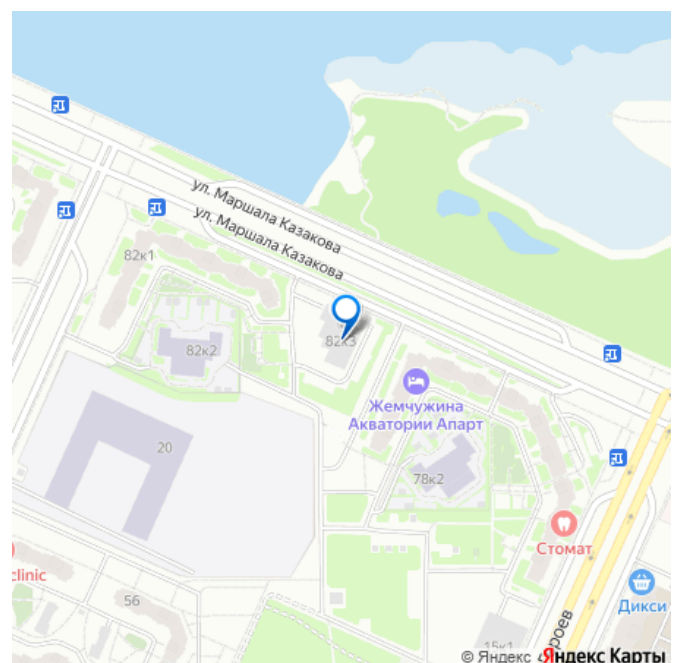 ул. Маршала Казакова
ул. Маршала Казакова
82к1
82к3
82к2
Жемчужина
Акватории Апарт
20
78к2
Стомат
clinic
56
Дикси
15к1
© Яндекс Яндекс Карты